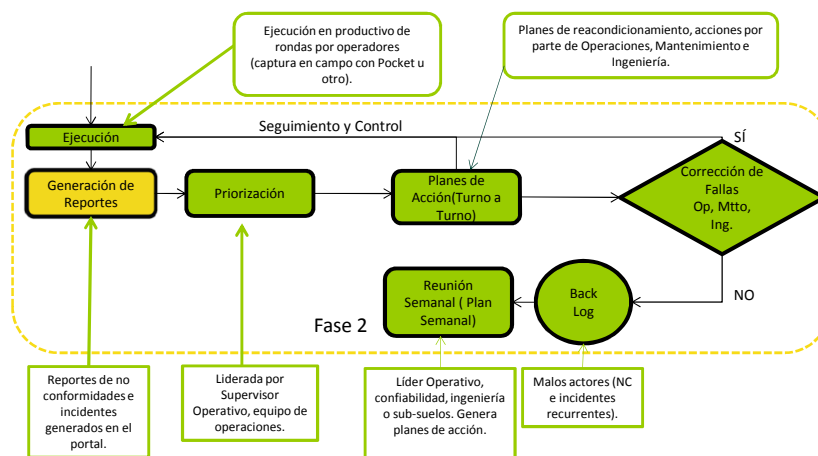 Ejecución en productivo de
rondas por operadores
(captura en campo con Pocket u
otro).
Planes de reacondicionamiento, acciones por
parte de Operaciones, Mantenimiento e
Ingeniería.
Seguimiento y Control
SÍ
Ejecución
Generación de
Reportes
Priorización
Planes de
Acción(Turno a
Turno)
Corrección de
Fallas
Op, Mtto,
Ing.
NO
Back
Log
Reunión
Semanal ( Plan
Semanal)
Fase 2
Reportes de no
conformidades e
incidentes
generados en el
portal.
Liderada por
Supervisor
Operativo, equipo de
operaciones.
Líder Operativo,
confiabilidad, ingeniería
o sub-suelos. Genera
planes de acción.
Malos actores (NC
e incidentes
recurrentes).